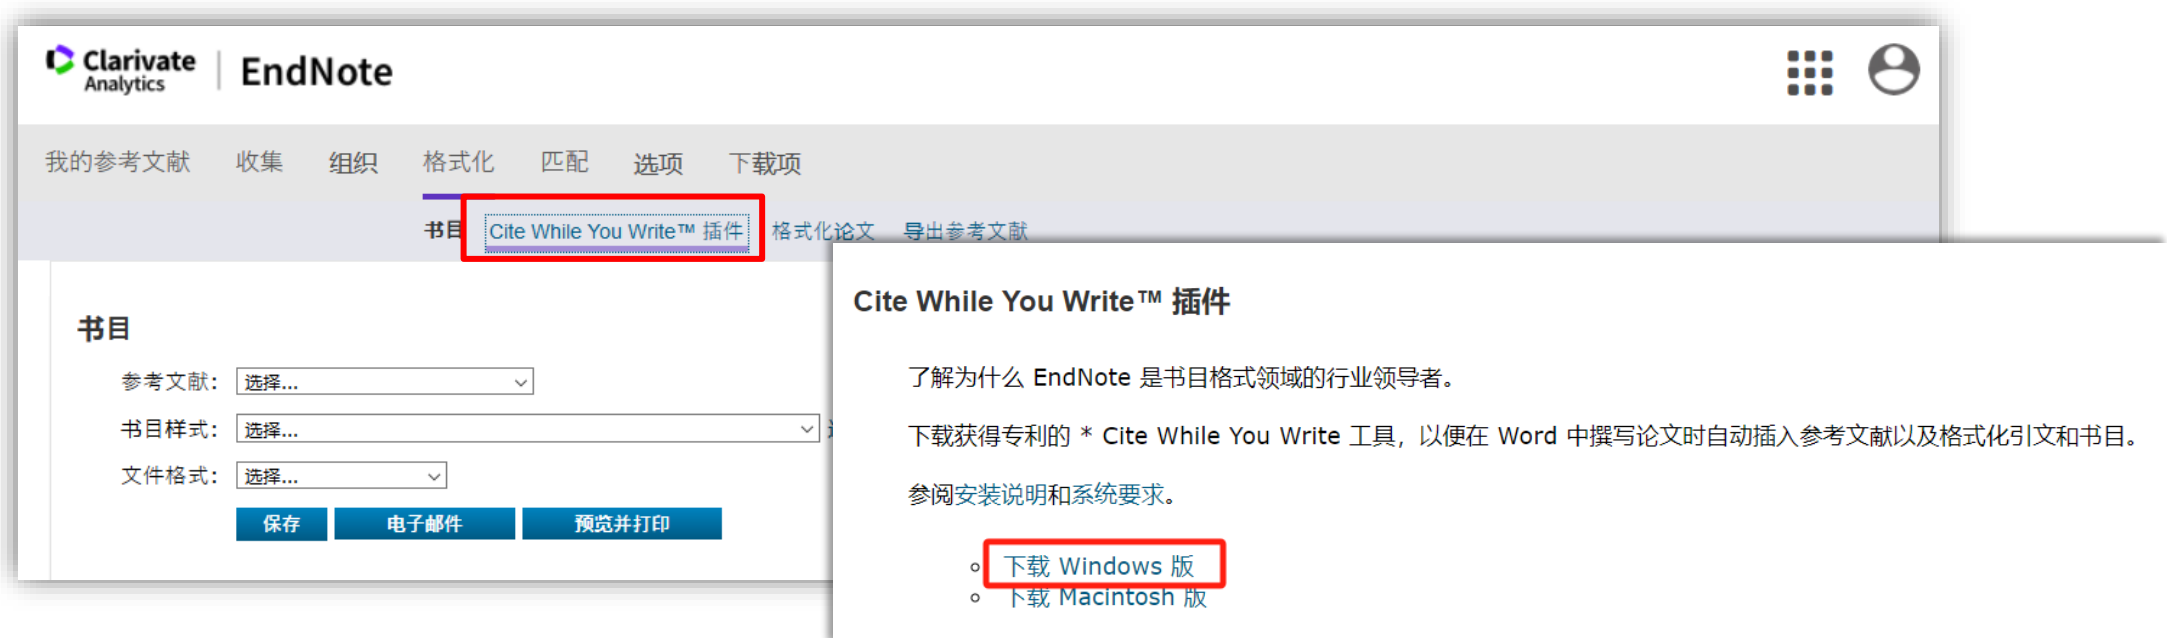 Clarivate
Analytics
EndNote
我的参考文献 收集 组织 格式化 匹配 选项 下载项
书目 Cite While You Write™ 插件 格式化论文 导出参考文献
书目
参考文献: 选择...
书目样式: 选择...
文件格式: 选择...
保存 电子邮件 预览并打印
Cite While You Write™ 插件
了解为什么 EndNote 是书目格式领域的行业领导者。
下载获得专利的 * Cite While You Write 工具，以便在 Word 中撰写论文时自动插入参考文献以及格式化引文和书目。
参阅安装说明和系统要求。
下载 Windows 版
下载 Macintosh 版